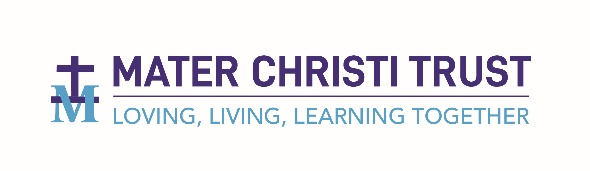 MATER CHRISTI TRUST
M
LOVING, LIVING, LEARNING TOGETHER